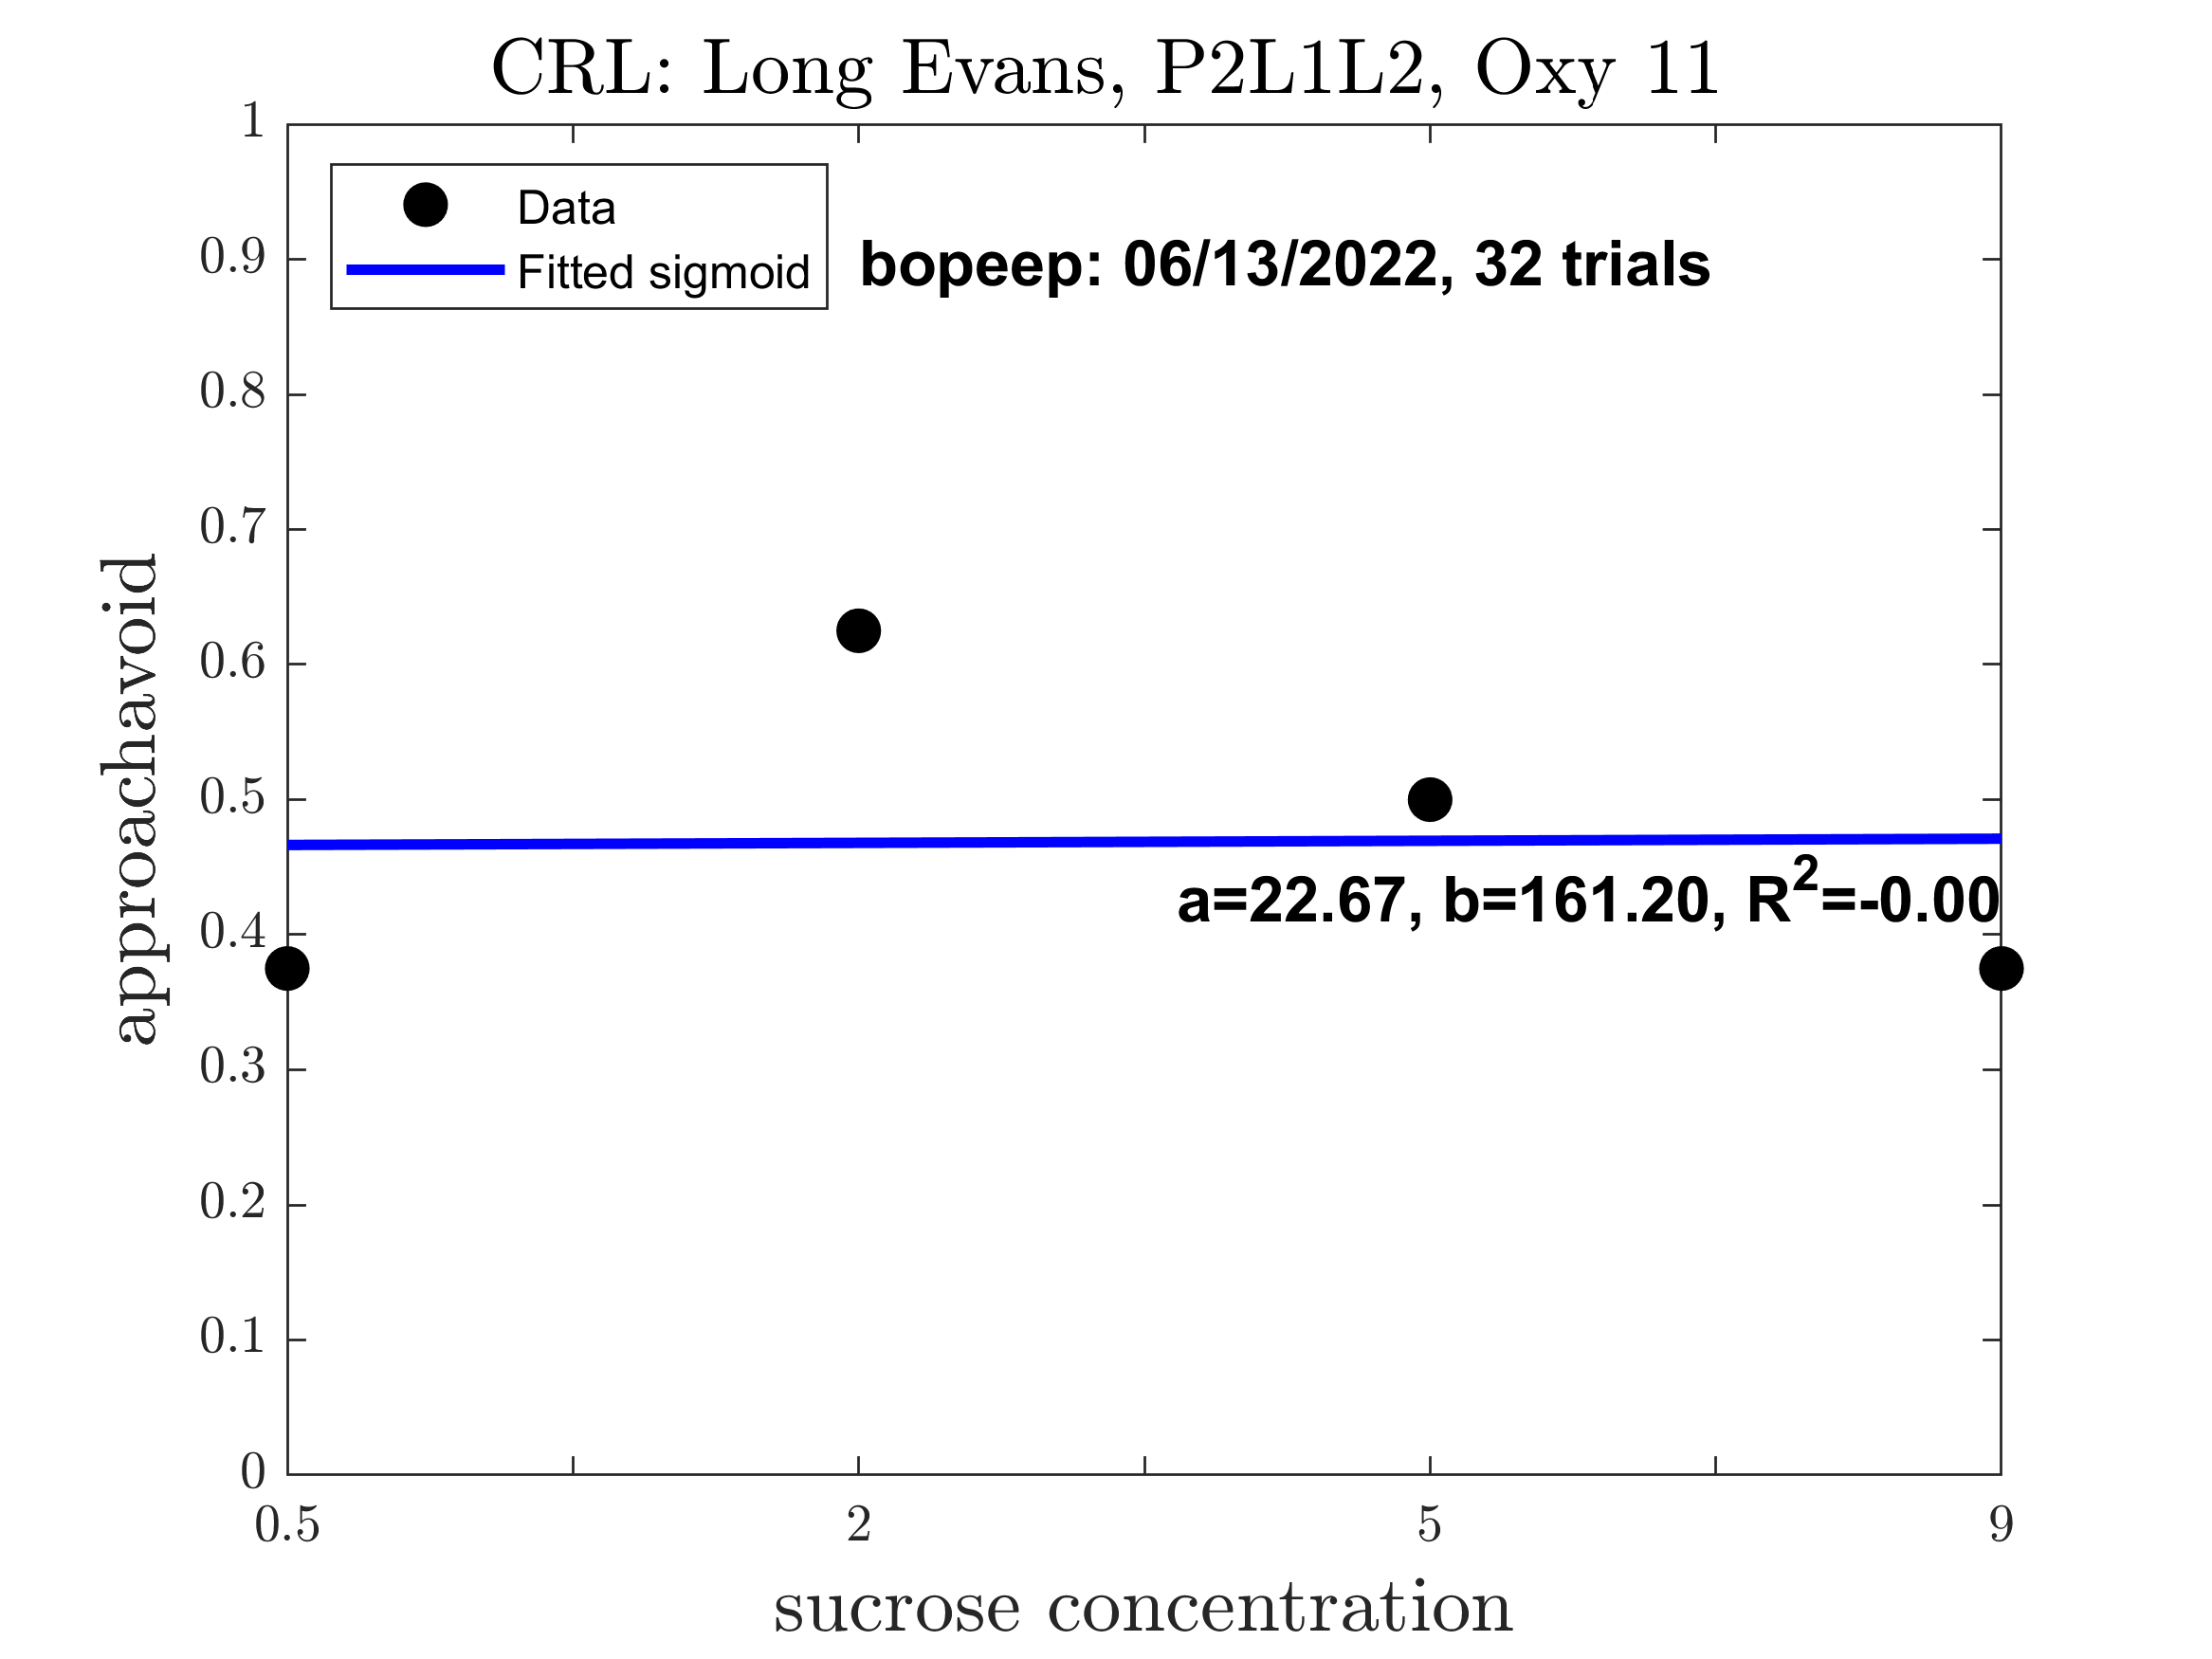 CRL: Long Evans, P2L1L2, Oxy 11
1
Data
Fitted sigmoid
bopeep: 06/13/2022, 32 trials
0.9
0.8
0.7
0.6
0.5
0.4
0.3
0.2
0.1
0
approachavoid
a=22.67, b=161.20, R²=-0.00
0.5 2 5 9
sucrose concentration